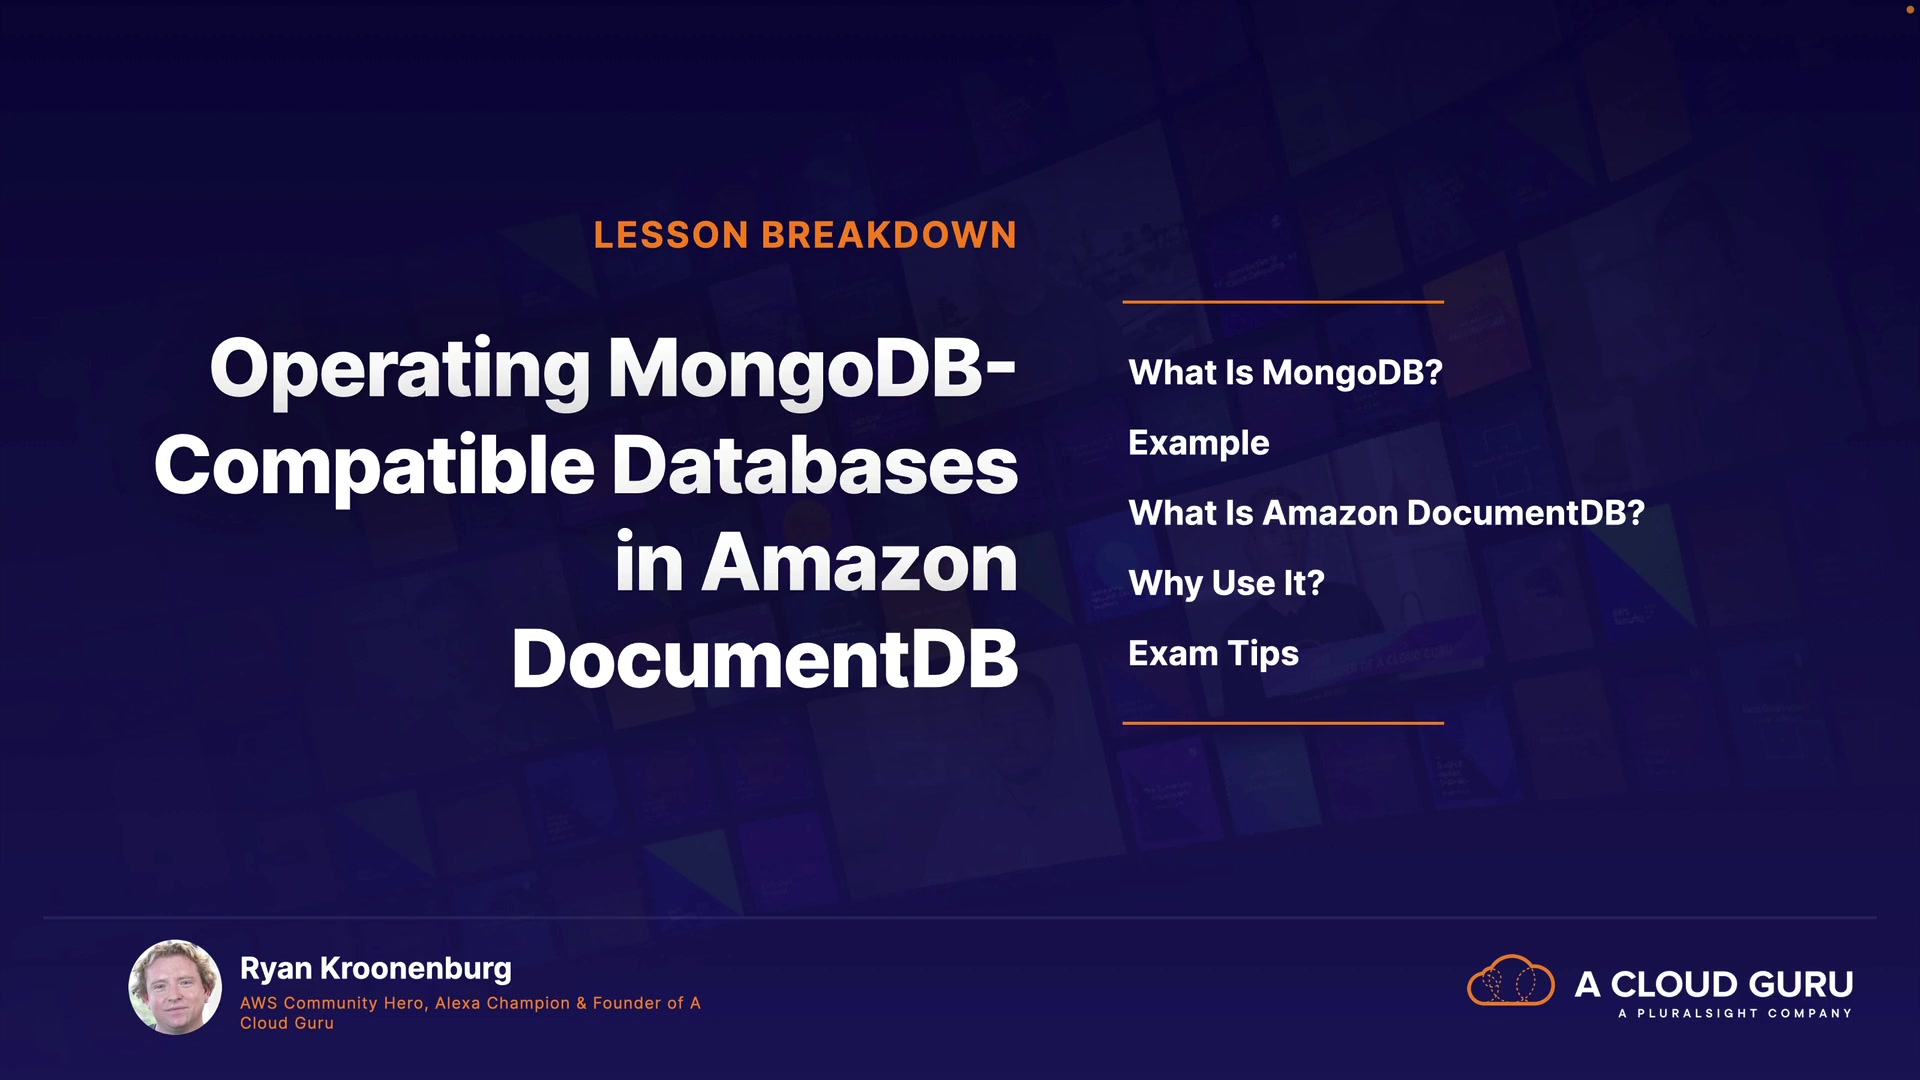 LESSON BREAKDOWN
Operating MongoDB-
Compatible Databases
in Amazon
DocumentDB
What Is MongoDB?
Example
What Is Amazon DocumentDB?
Why Use It?
Exam Tips
Ryan Kroonenburg
AWS Community Hero, Alexa Champion & Founder of A
Cloud Guru
A CLOUD GURU
A PLURALSIGHT COMPANY